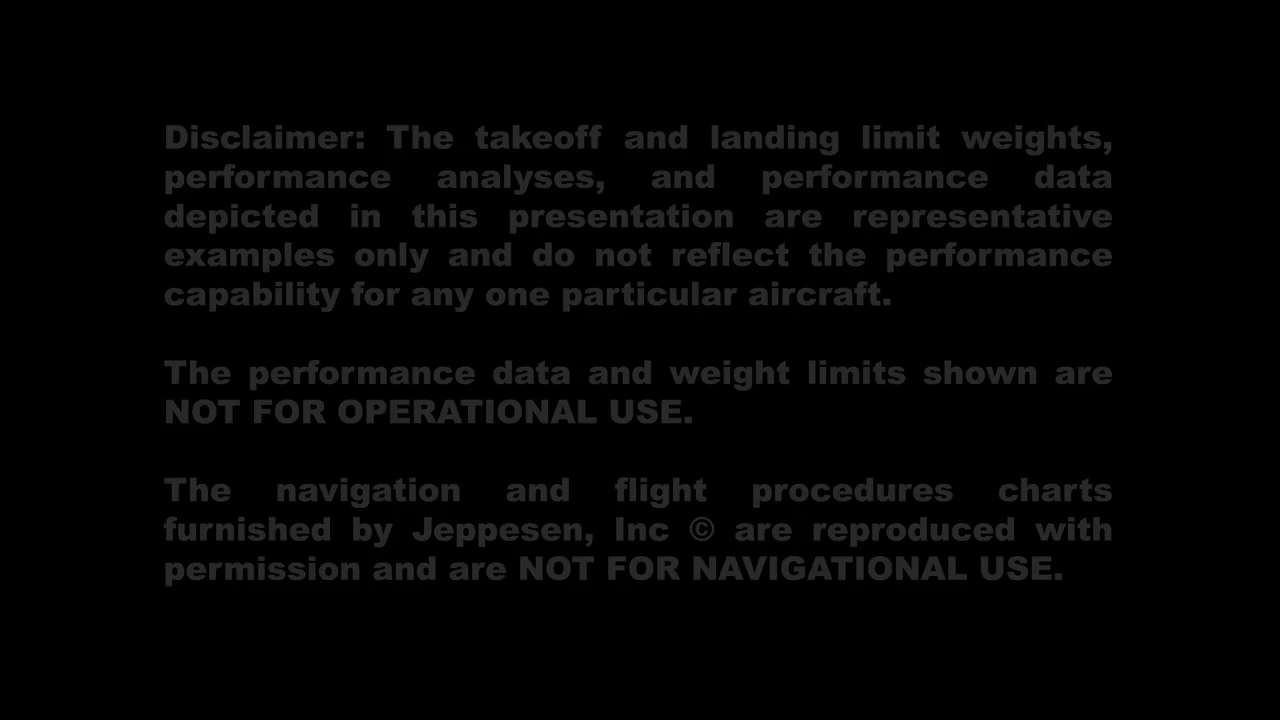 Disclaimer: The takeoff and landing limit weights,
performance analyses, and performance data
depicted in this presentation are representative
examples only and do not reflect the performance
capability for any one particular aircraft.
The performance data and weight limits shown are
NOT FOR OPERATIONAL USE.
The navigation and flight procedures charts
furnished by Jeppesen, Inc © are reproduced with
permission and are NOT FOR NAVIGATIONAL USE.